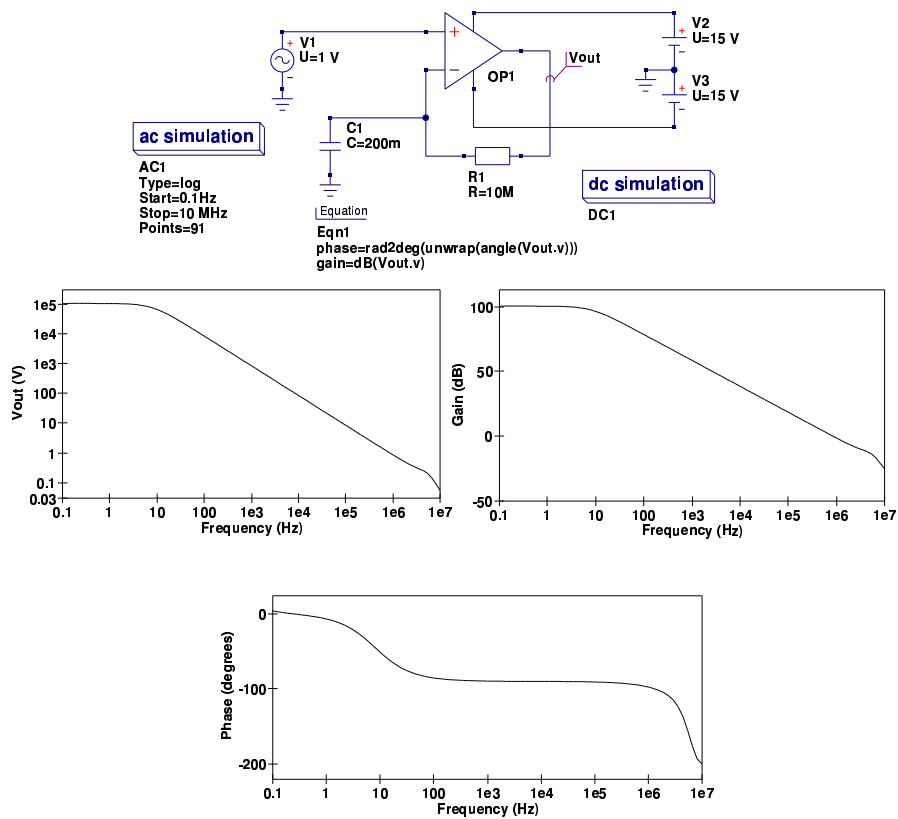 V1
U=1 V
+
−
+
−
OP1
Vout
V2
U=15 V
+
−
V3
U=15 V
+
−
ac simulation
AC1
Type=log
Start=0.1Hz
Stop=10 MHz
Points=91
C1
C=200m
R1
R=10M
dc simulation
DC1
Equation
Eqn1
phase=rad2deg(unwrap(angle(Vout.v)))
gain=dB(Vout.v)
Vout (V)
1e5
1e4
1e3
100
10
1
0.1
0.03
0.1 1 10 100 1e3 1e4 1e5 1e6 1e7
Frequency (Hz)
Gain (dB)
100
50
0
-50
0.1 1 10 100 1e3 1e4 1e5 1e6 1e7
Frequency (Hz)
Phase (degrees)
0
-100
-200
0.1 1 10 100 1e3 1e4 1e5 1e6 1e7
Frequency (Hz)